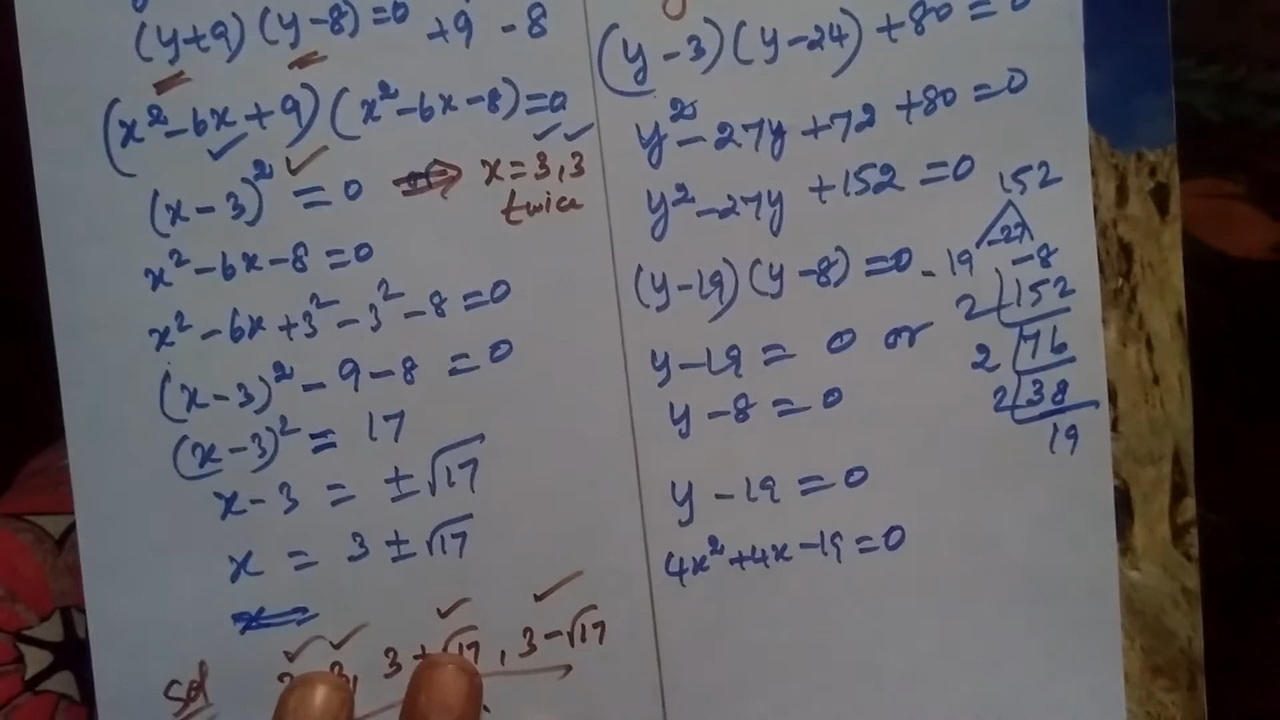 (y+9) (y-8)=0 +9 -8
(x²-6x+9)(x²-6x-8)=0
(x-3)² = 0 ⇒ x=3,3
twice
x²-6x-8=0
x²-6x+3²-3²-8=0
(x-3)²-9-8=0
(x-3)² = 17
x-3 = ±√17
x = 3±√17
Sol 3, 3+√17, 3-√17
(y-3)(y-24)+80=0
y²-27y+72+80=0
y²-27y+152=0
(y-19)(y-8)=0
y-19=0 or
y-8=0
y-19=0
4x²+4x-19=0
152
-27
-19 -8
2 152
2 76
2 38
19